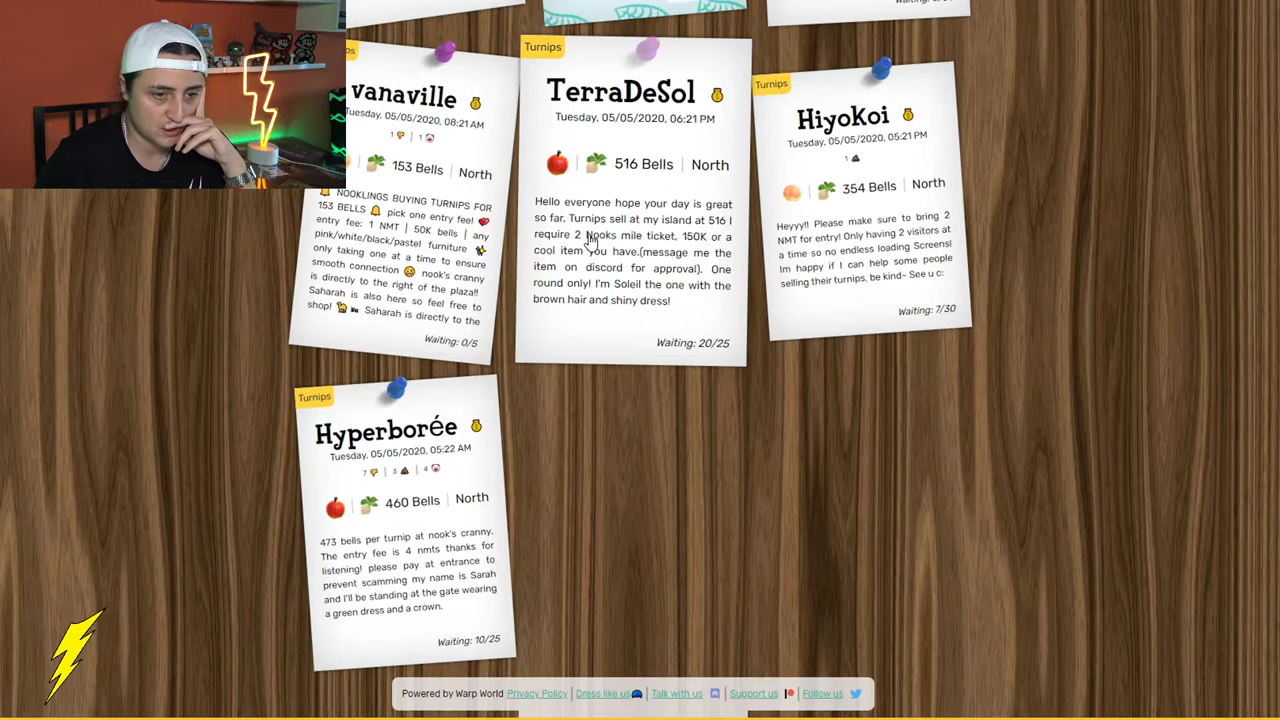 vanaville
Tuesday, 05/05/2020, 08:21 AM
1 | 1
153 Bells | North
NOOKLINGS BUYING TURNIPS FOR
153 BELLS 🔔 pick one entry fee! 💕
entry fee: 1 NMT | 50K bells | any
pink/white/black/pastel furniture ✨
only taking one at a time to ensure
smooth connection 😊 nook's cranny
is directly to the right of the plaza!!
Saharah is also here so feel free to
shop! 🐪 Saharah is directly to the
Waiting: 0/5
Turnips
TerraDeSol
Tuesday, 05/05/2020, 06:21 PM
516 Bells | North
Hello everyone hope your day is great
so far. Turnips sell at my island at 516 I
require 2 Nooks mile ticket, 150K or a
cool item you have.(message me the
item on discord for approval). One
round only! I'm Soleil the one with the
brown hair and shiny dress!
Waiting: 20/25
Turnips
Hiyokoi
Tuesday, 05/05/2020, 05:21 PM
1
354 Bells | North
Heyyy!! Please make sure to bring 2
NMT for entry! Only having 2 visitors at
a time so no endless loading Screens!
Im happy if I can help some people
selling their turnips, be kind~ See u c:
Waiting: 7/30
Turnips
Hyperborée
Tuesday, 05/05/2020, 05:22 AM
7 | 3 | 4
460 Bells | North
473 bells per turnip at nook's cranny.
The entry fee is 4 nmts thanks for
listening! please pay at entrance to
prevent scamming my name is Sarah
and I'll be standing at the gate wearing
a green dress and a crown.
Waiting: 10/25
Powered by Warp World Privacy Policy | Dress like us | Talk with us | Support us | Follow us